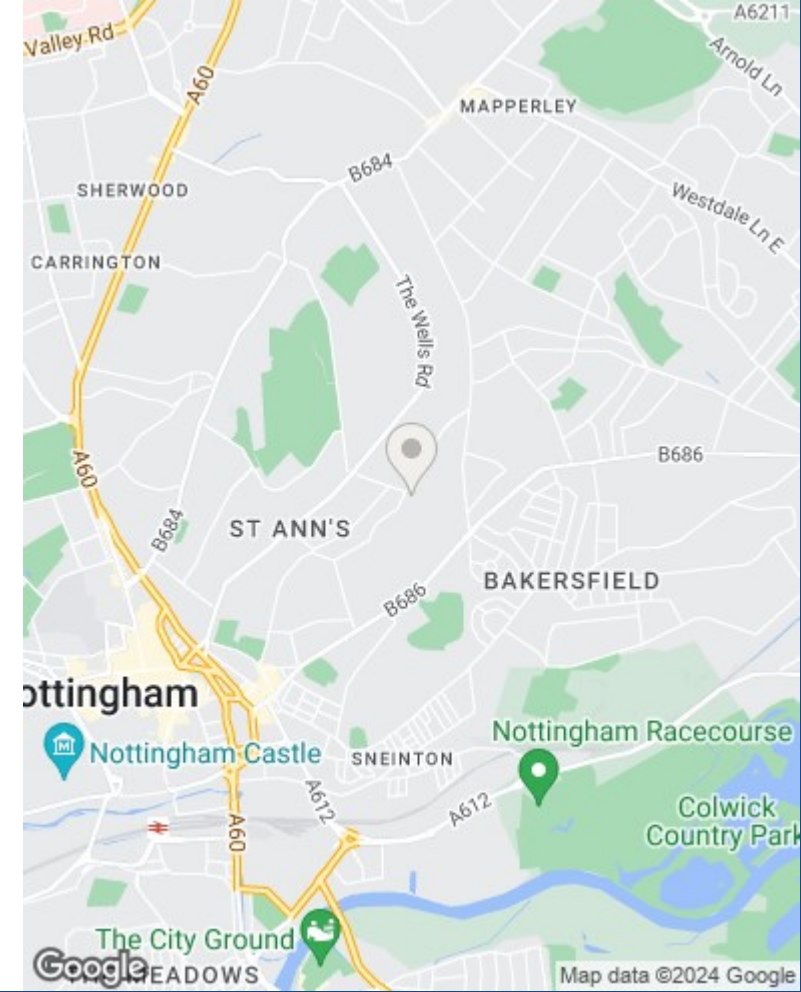 A6211
Valley Rd
Arnold Ln
A60
MAPPERLEY
B684
SHERWOOD
Westdale Ln E
CARRINGTON
The Wells Rd
A60
B686
B684
ST ANN'S
BAKERSFIELD
B686
ottingham
Nottingham Racecourse
Nottingham Castle
SNEINTON
A612
A612
Colwick
Country Park
A60
The City Ground
Google
MEADOWS
Map data ©2024 Google